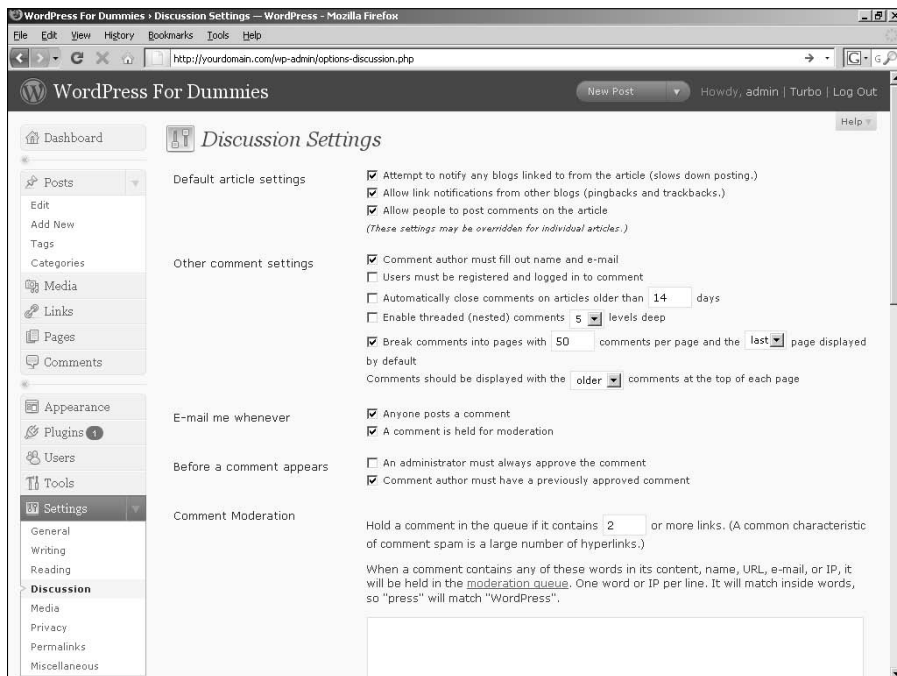 WordPress For Dummies › Discussion Settings — WordPress - Mozilla Firefox
File Edit View History Bookmarks Tools Help
http://yourdomain.com/wp-admin/options-discussion.php
G
G
WordPress For Dummies
New Post
Howdy, admin | Turbo | Log Out
Help
Dashboard
Posts
Edit
Add New
Tags
Categories
Media
Links
Pages
Comments
Appearance
Plugins 1
Users
Tools
Settings
General
Writing
Reading
Discussion
Media
Privacy
Permalinks
Miscellaneous
Discussion Settings
Default article settings
Attempt to notify any blogs linked to from the article (slows down posting.)
Allow link notifications from other blogs (pingbacks and trackbacks.)
Allow people to post comments on the article
(These settings may be overridden for individual articles.)
Other comment settings
Comment author must fill out name and e-mail
Users must be registered and logged in to comment
Automatically close comments on articles older than 14 days
Enable threaded (nested) comments 5 levels deep
Break comments into pages with 50 comments per page and the last page displayed
by default
Comments should be displayed with the older comments at the top of each page
E-mail me whenever
Anyone posts a comment
A comment is held for moderation
Before a comment appears
An administrator must always approve the comment
Comment author must have a previously approved comment
Comment Moderation
Hold a comment in the queue if it contains 2 or more links. (A common characteristic
of comment spam is a large number of hyperlinks.)
When a comment contains any of these words in its content, name, URL, e-mail, or IP, it
will be held in the moderation queue. One word or IP per line. It will match inside words,
so "press" will match "WordPress".